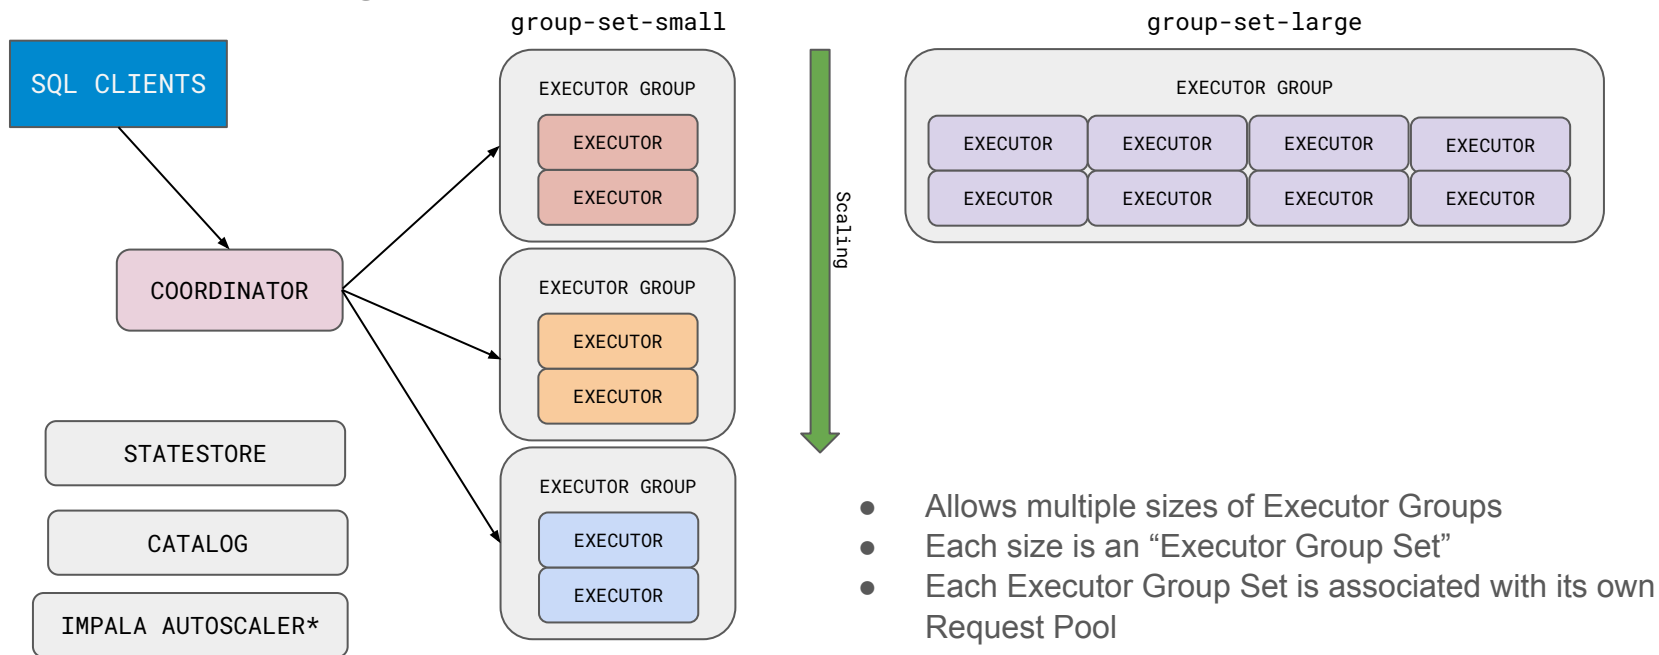 group-set-small
group-set-large
SQL CLIENTS
EXECUTOR GROUP
EXECUTOR
EXECUTOR
EXECUTOR GROUP
EXECUTOR EXECUTOR EXECUTOR EXECUTOR
EXECUTOR EXECUTOR EXECUTOR EXECUTOR
Scaling
COORDINATOR
EXECUTOR GROUP
EXECUTOR
EXECUTOR
STATESTORE
CATALOG
IMPALA AUTOSCALER*
EXECUTOR GROUP
EXECUTOR
EXECUTOR
● Allows multiple sizes of Executor Groups
● Each size is an “Executor Group Set”
● Each Executor Group Set is associated with its own
Request Pool